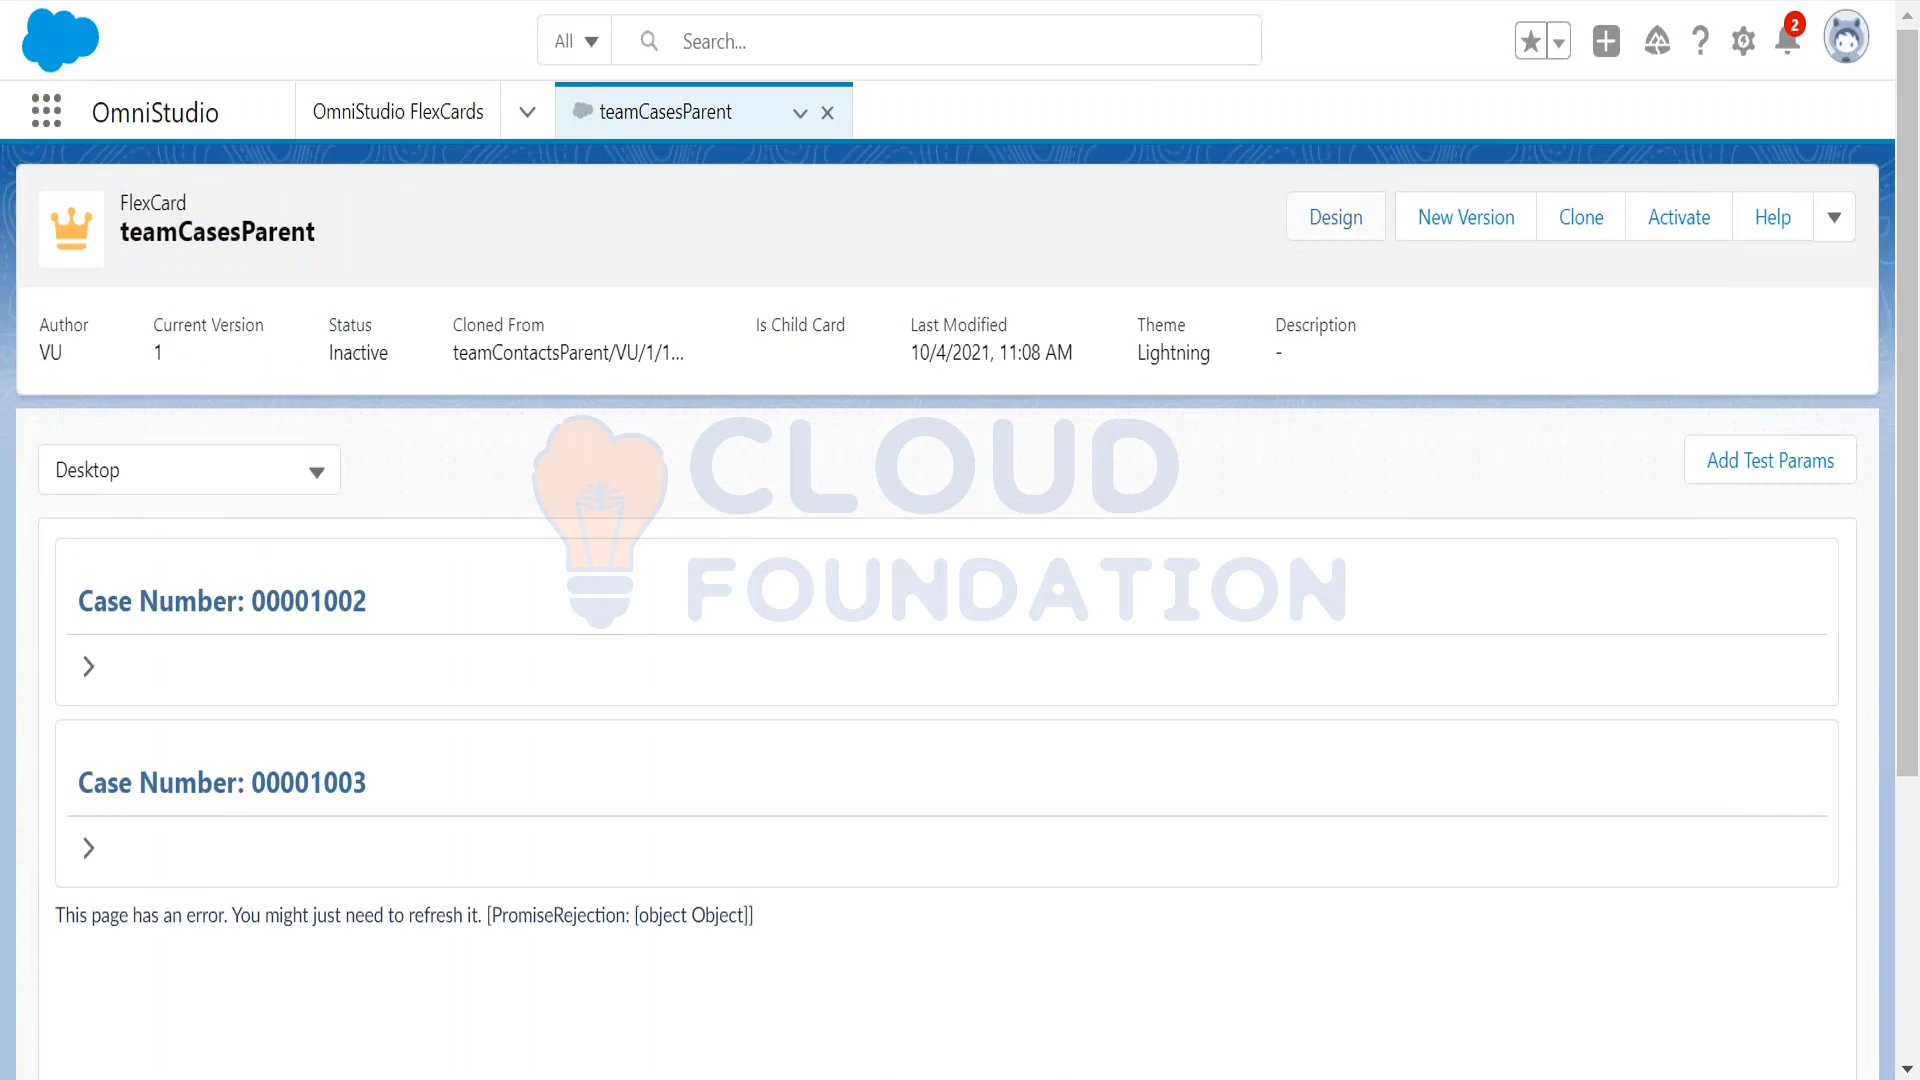 All
Search...
2
OmniStudio
OmniStudio FlexCards
teamCasesParent
FlexCard
teamCasesParent
Design
New Version
Clone
Activate
Help
Author
Current Version
Status
Cloned From
Is Child Card
Last Modified
Theme
Description
VU
1
Inactive
teamContactsParent/VU/1/1...
10/4/2021, 11:08 AM
Lightning
-
CLOUD
FOUNDATION
Desktop
Add Test Params
Case Number: 00001002
Case Number: 00001003
This page has an error. You might just need to refresh it. [PromiseRejection: [object Object]]